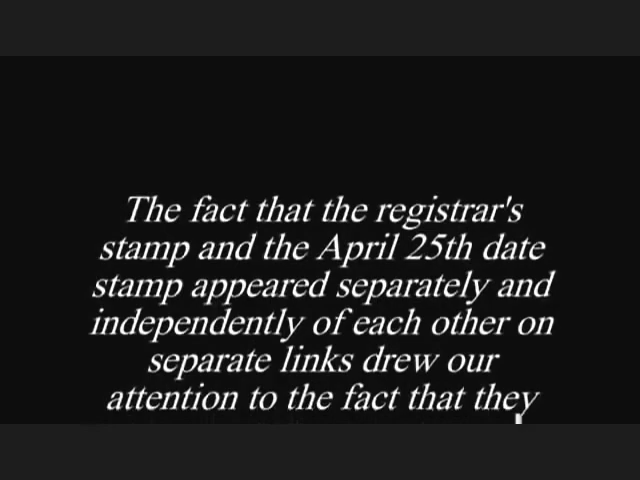 The fact that the registrar's
stamp and the April 25th date
stamp appeared separately and
independently of each other on
separate links drew our
attention to the fact that they